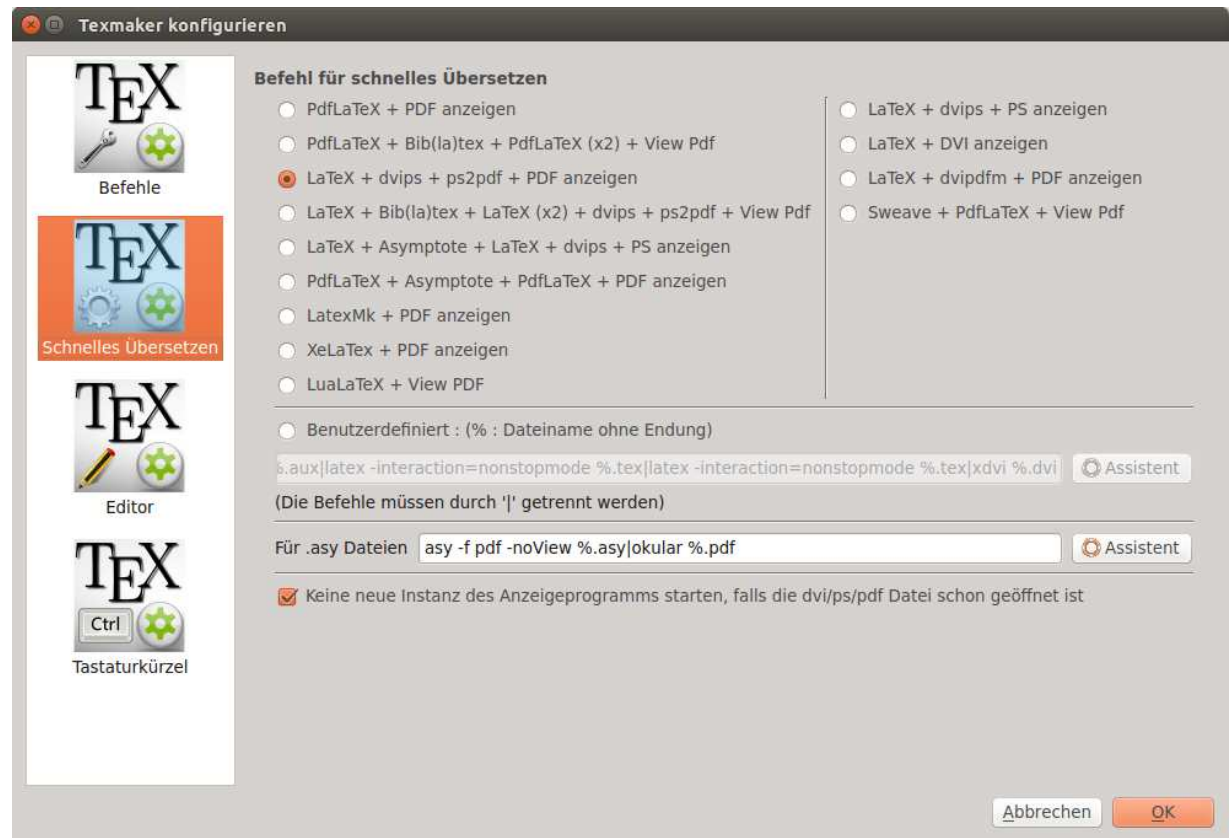 Texmaker konfigurieren
TEX
Befehle
TEX
Schnelles Übersetzen
TEX
Editor
TEX
Ctrl
Tastaturkürzel
Befehl für schnelles Übersetzen
PdfLaTeX + PDF anzeigen
PdfLaTeX + Bib(la)tex + PdfLaTeX (x2) + View Pdf
LaTeX + dvips + ps2pdf + PDF anzeigen
LaTeX + Bib(la)tex + LaTeX (x2) + dvips + ps2pdf + View Pdf
LaTeX + Asymptote + LaTeX + dvips + PS anzeigen
PdfLaTeX + Asymptote + PdfLaTeX + PDF anzeigen
LatexMk + PDF anzeigen
XeLaTex + PDF anzeigen
LuaLaTeX + View PDF
LaTeX + dvips + PS anzeigen
LaTeX + DVI anzeigen
LaTeX + dvipdfm + PDF anzeigen
Sweave + PdfLaTeX + View Pdf
Benutzerdefiniert : (% : Dateiname ohne Endung)
%.aux|latex -interaction=nonstopmode %.tex|latex -interaction=nonstopmode %.tex|xdvi %.dvi Assistent
(Die Befehle müssen durch '|' getrennt werden)
Für .asy Dateien asy -f pdf -noView %.asy|okular %.pdf Assistent
Keine neue Instanz des Anzeigeprogramms starten, falls die dvi/ps/pdf Datei schon geöffnet ist
Abbrechen OK